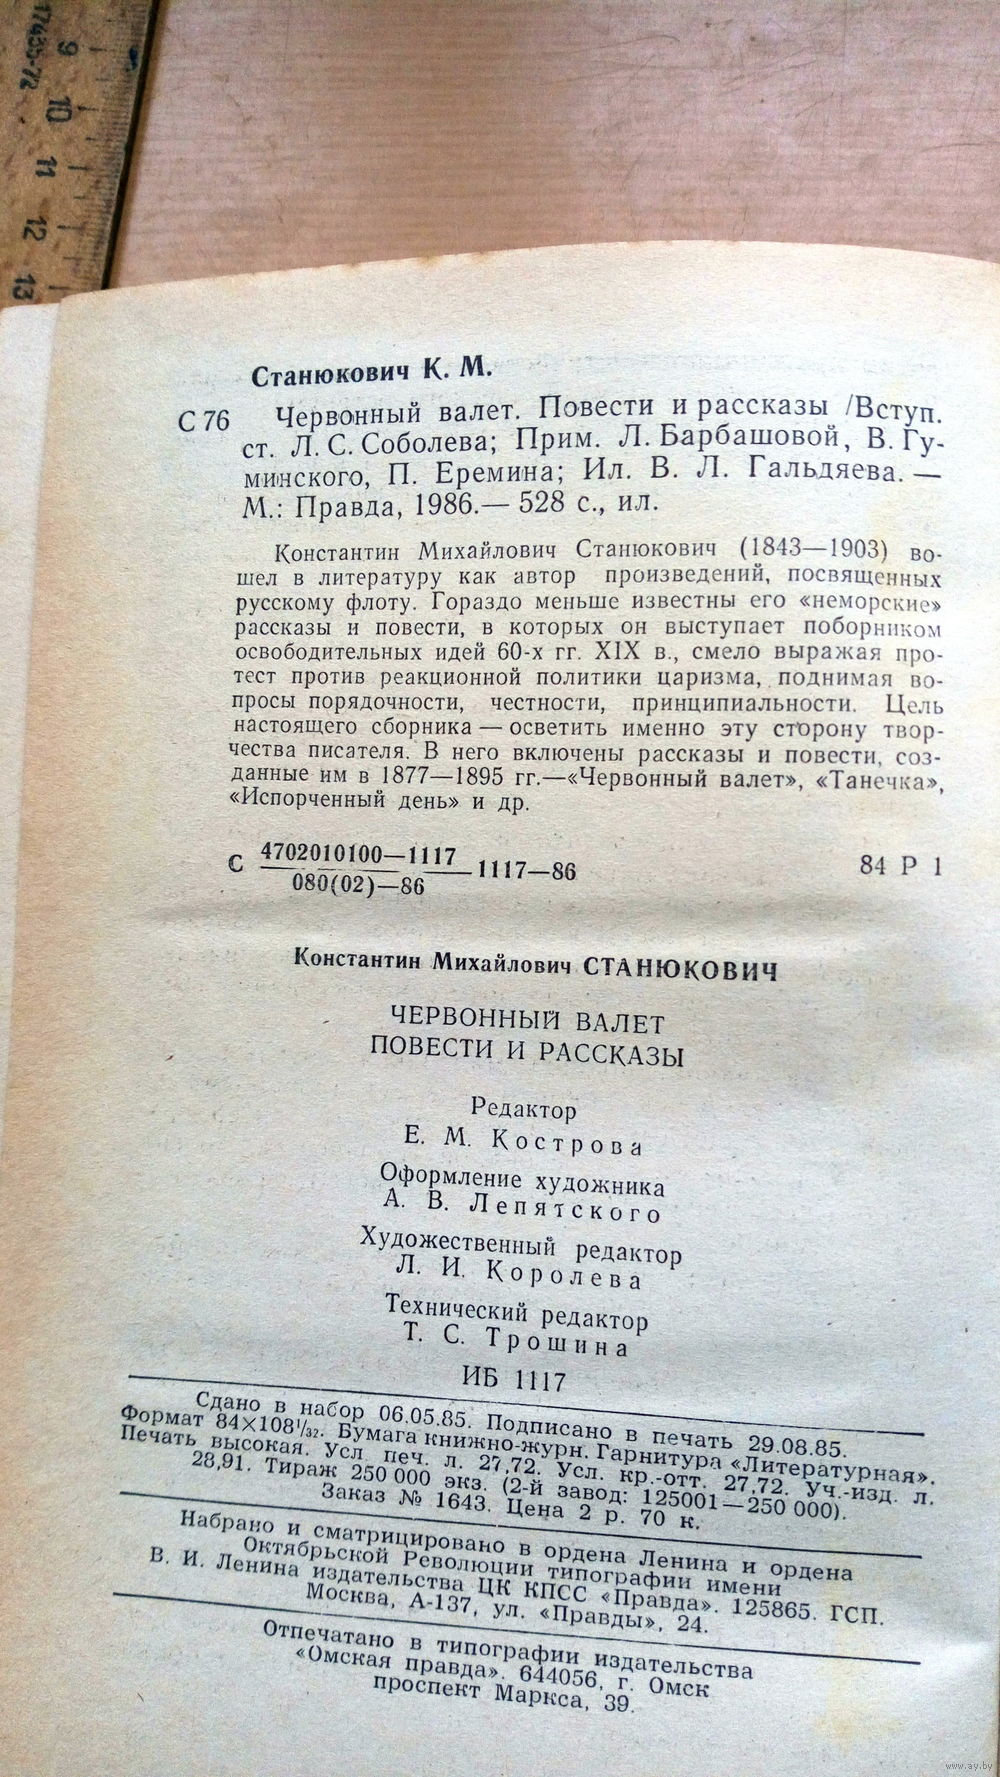 17435-72
9
10
11
12
13
Станюкович К. М.
С 76 Червонный валет. Повести и рассказы /Вступ.
ст. Л. С. Соболева; Прим. Л. Барбашовой, В. Гу-
минского, П. Еремина; Ил. В. Л. Гальдяева. —
М.: Правда, 1986.— 528 с., ил.
Константин Михайлович Станюкович (1843—1903) во-
шел в литературу как автор произведений, посвященных
русскому флоту. Гораздо меньше известны его «неморские»
рассказы и повести, в которых он выступает поборником
освободительных идей 60-х гг. XIX в., смело выражая про-
тест против реакционной политики царизма, поднимая во-
просы порядочности, честности, принципиальности. Цель
настоящего сборника — осветить именно эту сторону твор-
чества писателя. В него включены рассказы и повести, соз-
данные им в 1877—1895 гг.—«Червонный валет», «Танечка»,
«Испорченный день» и др.
С 4702010100—1117 1117—86 84 Р 1
080(02)—86
Константин Михайлович СТАНЮКОВИЧ
ЧЕРВОННЫЙ ВАЛЕТ
ПОВЕСТИ И РАССКАЗЫ
Редактор
Е. М. Кострова
Оформление художника
А. В. Лепятского
Художественный редактор
Л. И. Королева
Технический редактор
Т. С. Трошина
ИБ 1117
Сдано в набор 06.05.85. Подписано в печать 29.08.85.
Формат 84×108 1/32. Бумага книжно-журн. Гарнитура «Литературная».
Печать высокая. Усл. печ. л. 27,72. Усл. кр.-отт. 27,72. Уч.-изд. л.
28,91. Тираж 250 000 экз. (2-й завод: 125001—250 000).
Заказ № 1643. Цена 2 р. 70 к.
Набрано и сматрицировано в ордена Ленина и ордена
Октябрьской Революции типографии имени
В. И. Ленина издательства ЦК КПСС «Правда». 125865. ГСП.
Москва, А-137, ул. «Правды», 24.
Отпечатано в типографии издательства
«Омская правда». 644056, г. Омск
проспект Маркса, 39.
www.ay.by